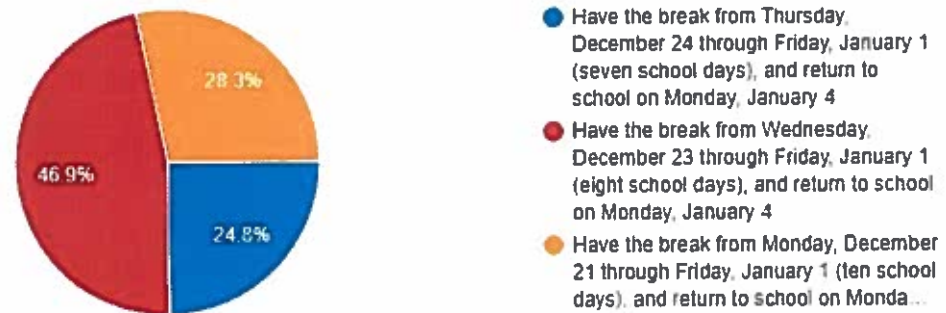 28.3%
46.9%
24.8%
Have the break from Thursday,
December 24 through Friday, January 1
(seven school days), and return to
school on Monday, January 4
Have the break from Wednesday,
December 23 through Friday, January 1
(eight school days), and return to school
on Monday, January 4
Have the break from Monday, December
21 through Friday, January 1 (ten school
days), and return to school on Monda...